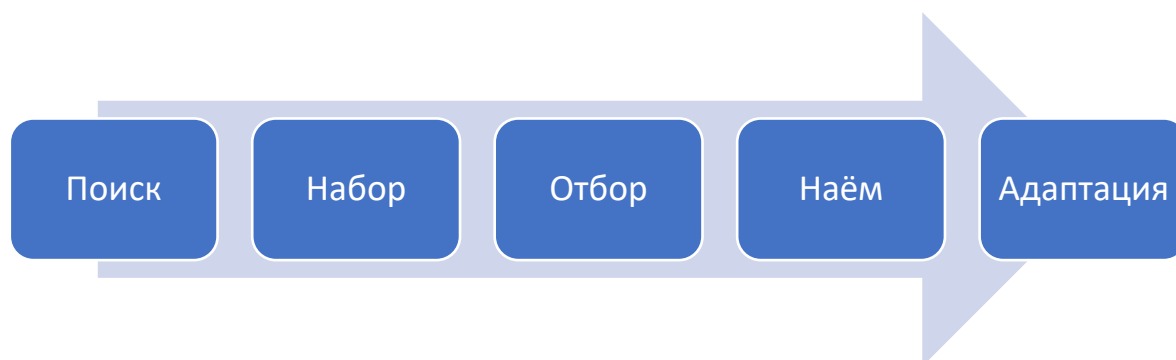 Поиск
Набор
Отбор
Наём
Адаптация